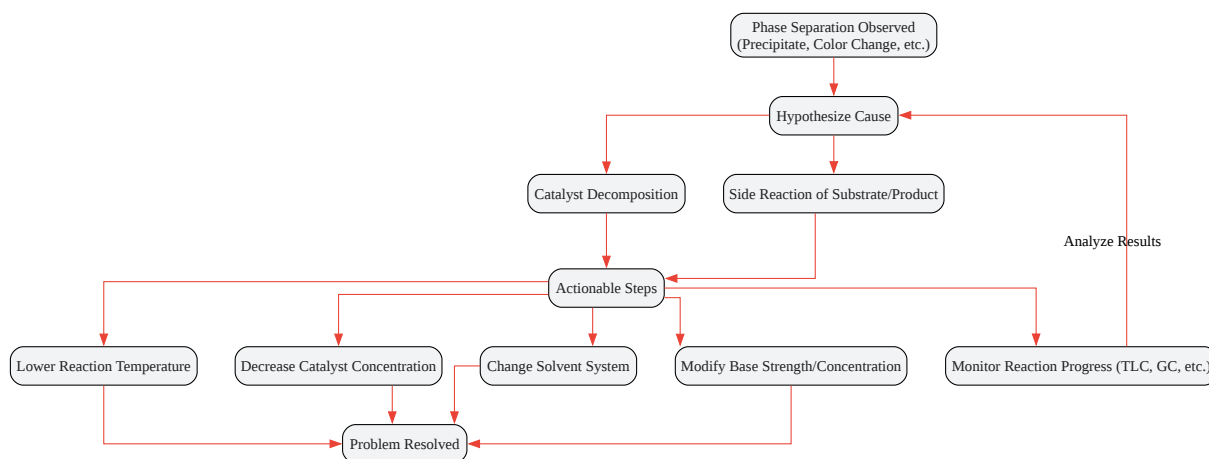 Phase Separation Observed
(Precipitate, Color Change, etc.)
Hypothesize Cause
Catalyst Decomposition
Side Reaction of Substrate/Product
Analyze Results
Actionable Steps
Lower Reaction Temperature
Decrease Catalyst Concentration
Change Solvent System
Modify Base Strength/Concentration
Monitor Reaction Progress (TLC, GC, etc.)
Problem Resolved